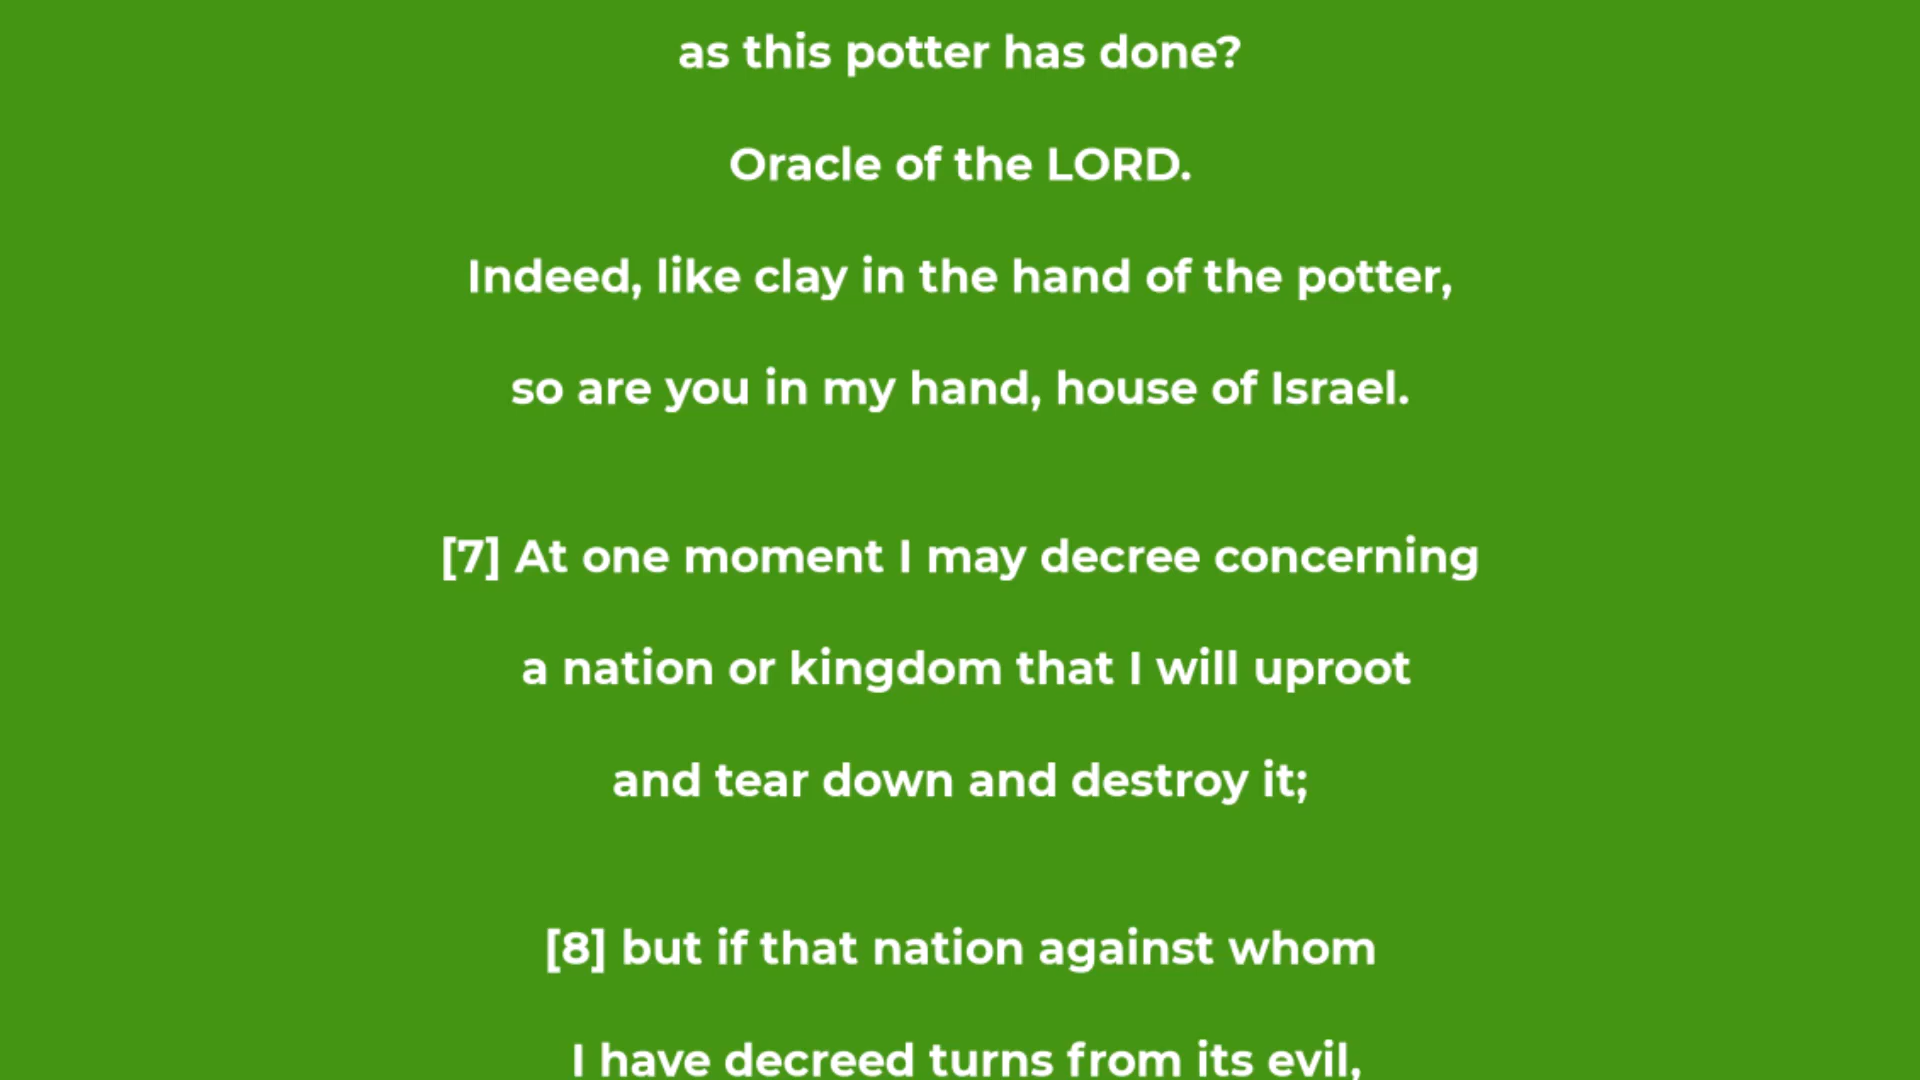 as this potter has done?
Oracle of the LORD.
Indeed, like clay in the hand of the potter,
so are you in my hand, house of Israel.
[7] At one moment I may decree concerning
a nation or kingdom that I will uproot
and tear down and destroy it;
[8] but if that nation against whom
I have decreed turns from its evil,